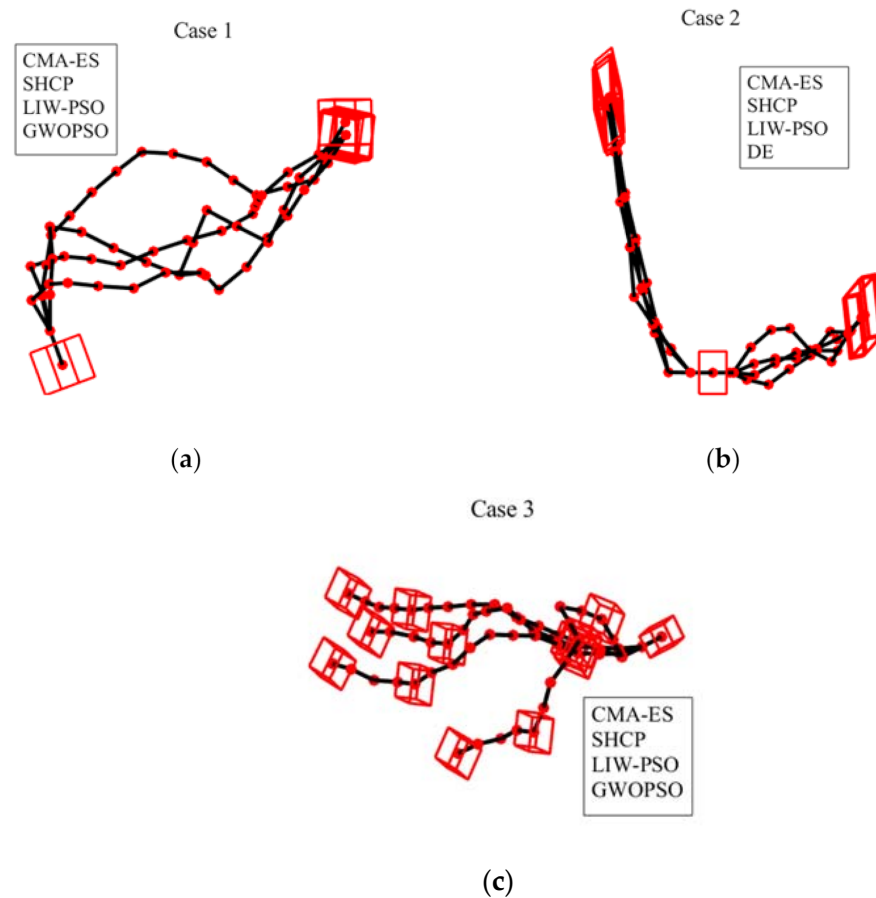 Case 1
CMA-ES
SHCP
LIW-PSO
GWOPSO
(a)
Case 2
CMA-ES
SHCP
LIW-PSO
DE
(b)
Case 3
CMA-ES
SHCP
LIW-PSO
GWOPSO
(c)